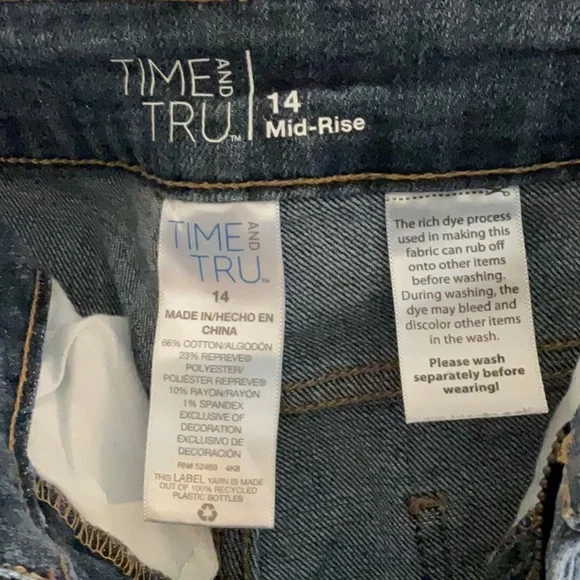 TIME AND
TRU™
14
Mid-Rise
TIME AND
TRU™
14
MADE IN/HECHO EN
CHINA
66% COTTON/ALGODÓN
23% REPREVE®
POLYESTER/
POLIÉSTER REPREVE®
10% RAYON/RAYÓN
1% SPANDEX
EXCLUSIVE OF
DECORATION
EXCLUSIVO DE
DECORACIÓN
RN# 52469 4KB
THIS LABEL YARN IS MADE
OUT OF 100% RECYCLED
PLASTIC BOTTLES
The rich dye process
used in making this
fabric can rub off
onto other items
before washing.
During washing, the
dye may bleed and
discolor other items
in the wash.
Please wash
separately before
wearing!